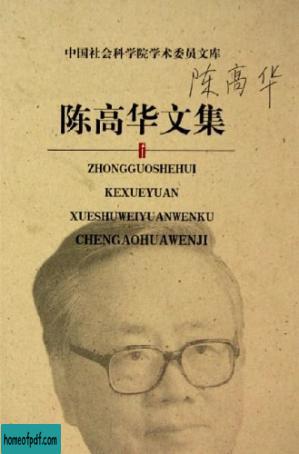 中国社会科学院学术委员文库
陈高华
陈高华文集
ZHONGGUOSHEHUI
KEXUEYUAN
XUESHUWEIYUANWENKU
CHENGAOHUAWENJI
homeofpdf.com